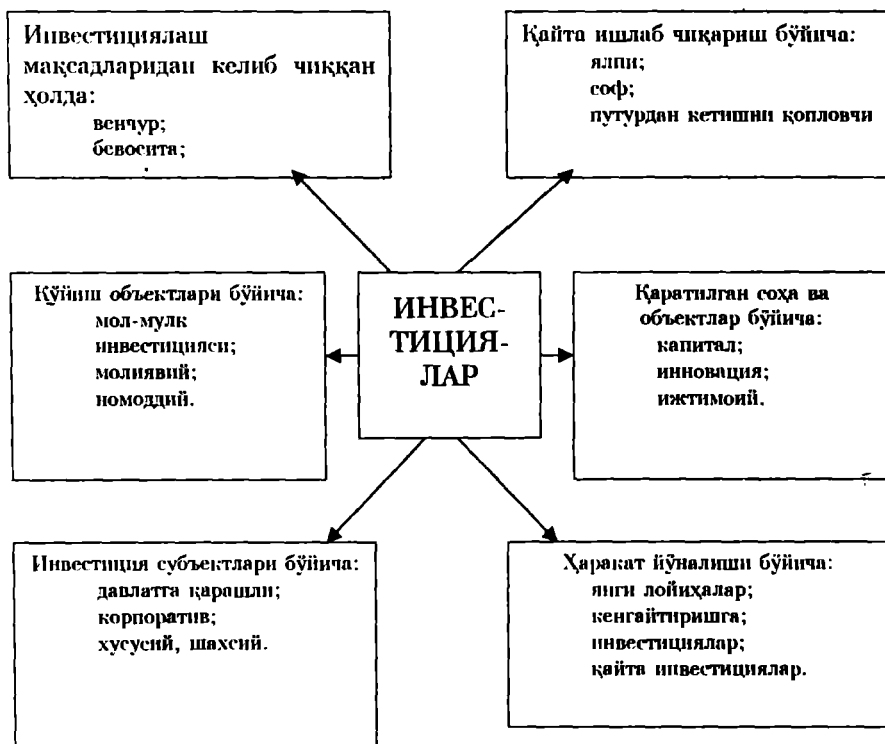 Инвестициялаш
мақсадларидан келиб чиққан
ҳолда:
венчур;
бевосита;
Қайта ишлаб чиқариш бўйича:
ялпи;
соф;
путурдан кетишни қопловчи
Қўйиш объектлари бўйича:
мол-мулк
инвестицияси;
молиявий;
номоддий.
ИНВЕС-
ТИЦИЯ-
ЛАР
Қаратилган соҳа ва
объектлар бўйича:
капитал;
инновация;
ижтимоий.
Инвестиция субъектлари бўйича:
давлатга қарашли;
корпоратив;
хусусий, шахсий.
Ҳаракат йўналиши бўйича:
янги лойиҳалар;
кенгайтиришга;
инвестициялар;
қайта инвестициялар.